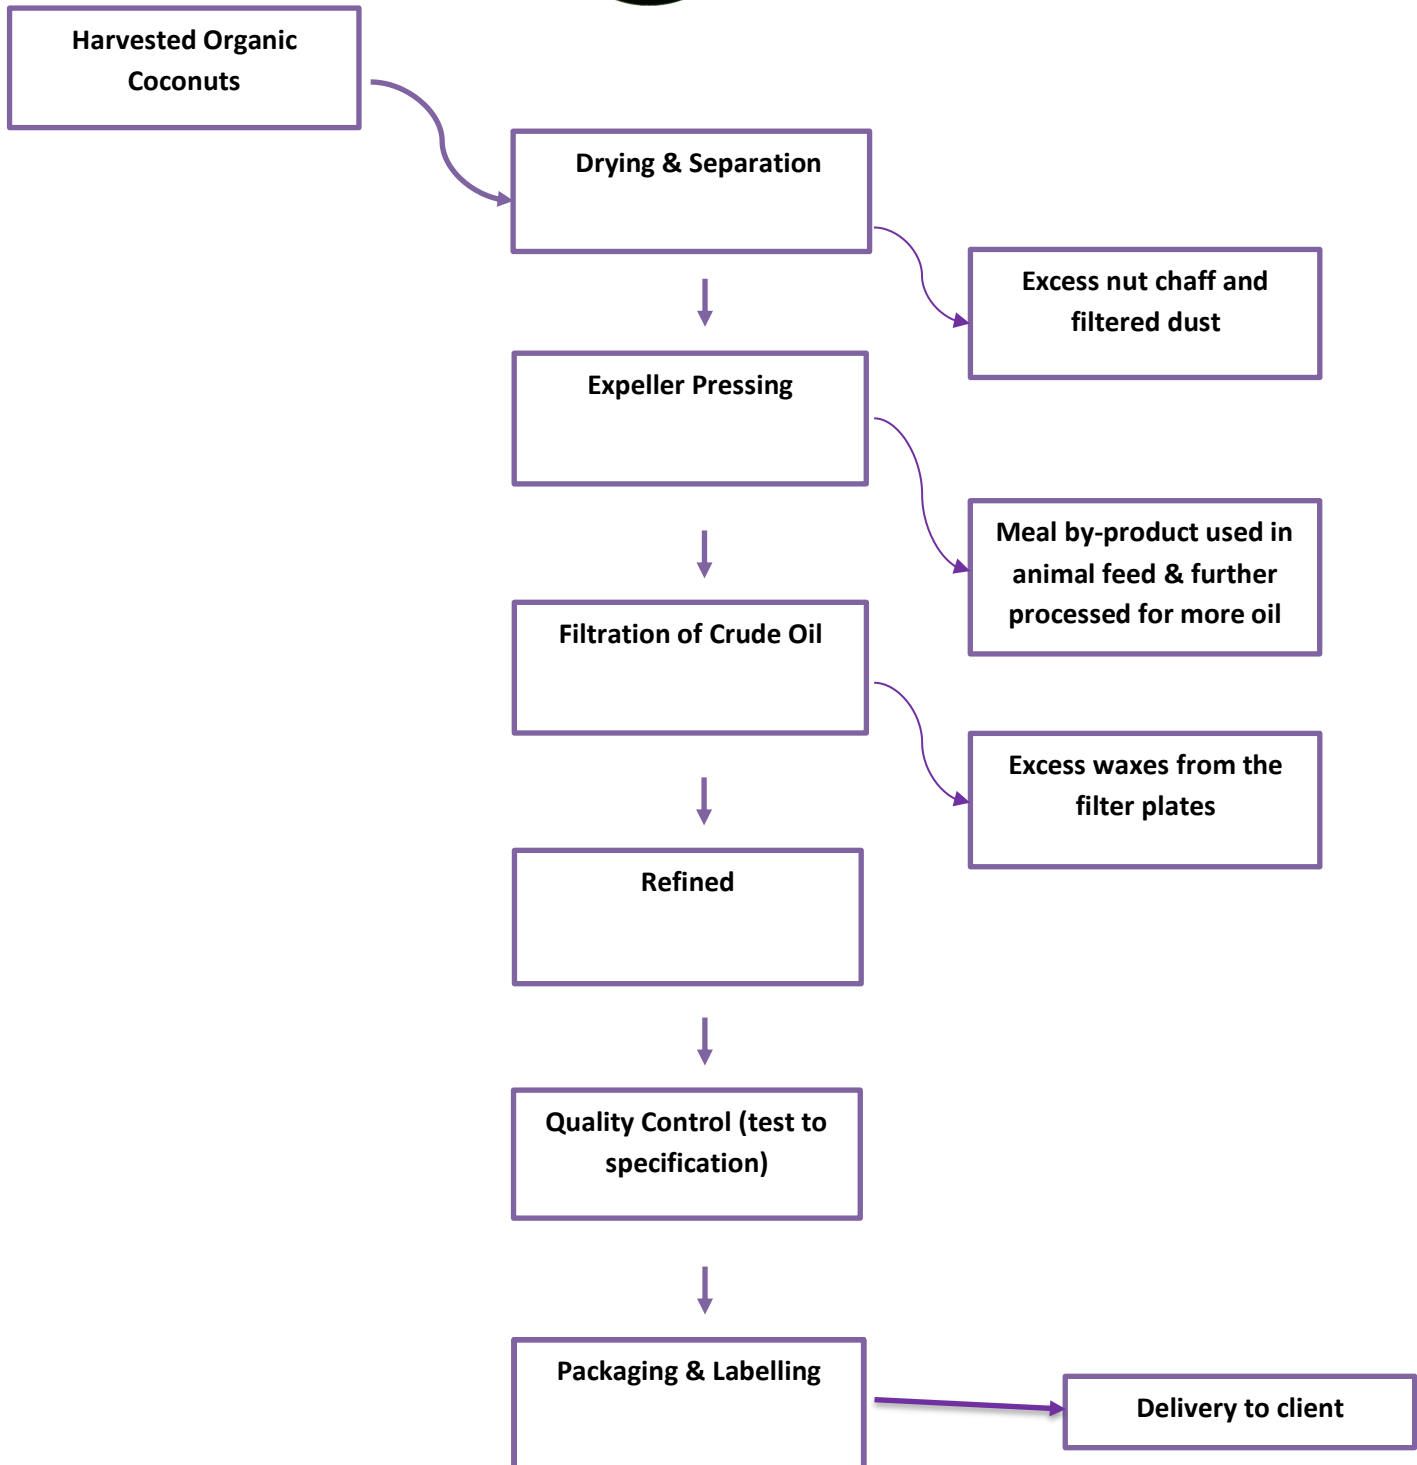 Harvested Organic
Coconuts
Drying & Separation
Excess nut chaff and
filtered dust
Expeller Pressing
Meal by-product used in
animal feed & further
processed for more oil
Filtration of Crude Oil
Excess waxes from the
filter plates
Refined
Quality Control (test to
specification)
Packaging & Labelling
Delivery to client